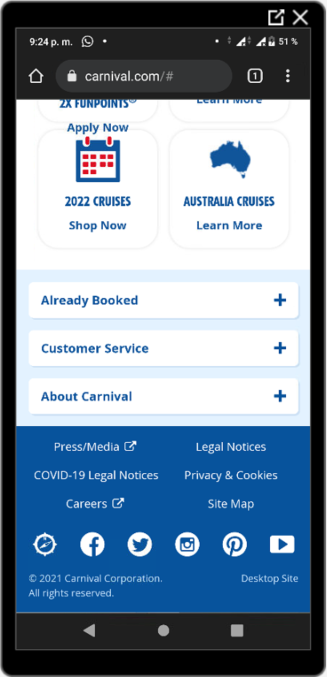 9:24 p. m. 51 %
carnival.com/# 1
2X FUNPOINTS® Learn More
Apply Now
2022 CRUISES AUSTRALIA CRUISES
Shop Now Learn More
Already Booked +
Customer Service +
About Carnival +
Press/Media Legal Notices
COVID-19 Legal Notices Privacy & Cookies
Careers Site Map
© 2021 Carnival Corporation. Desktop Site
All rights reserved.